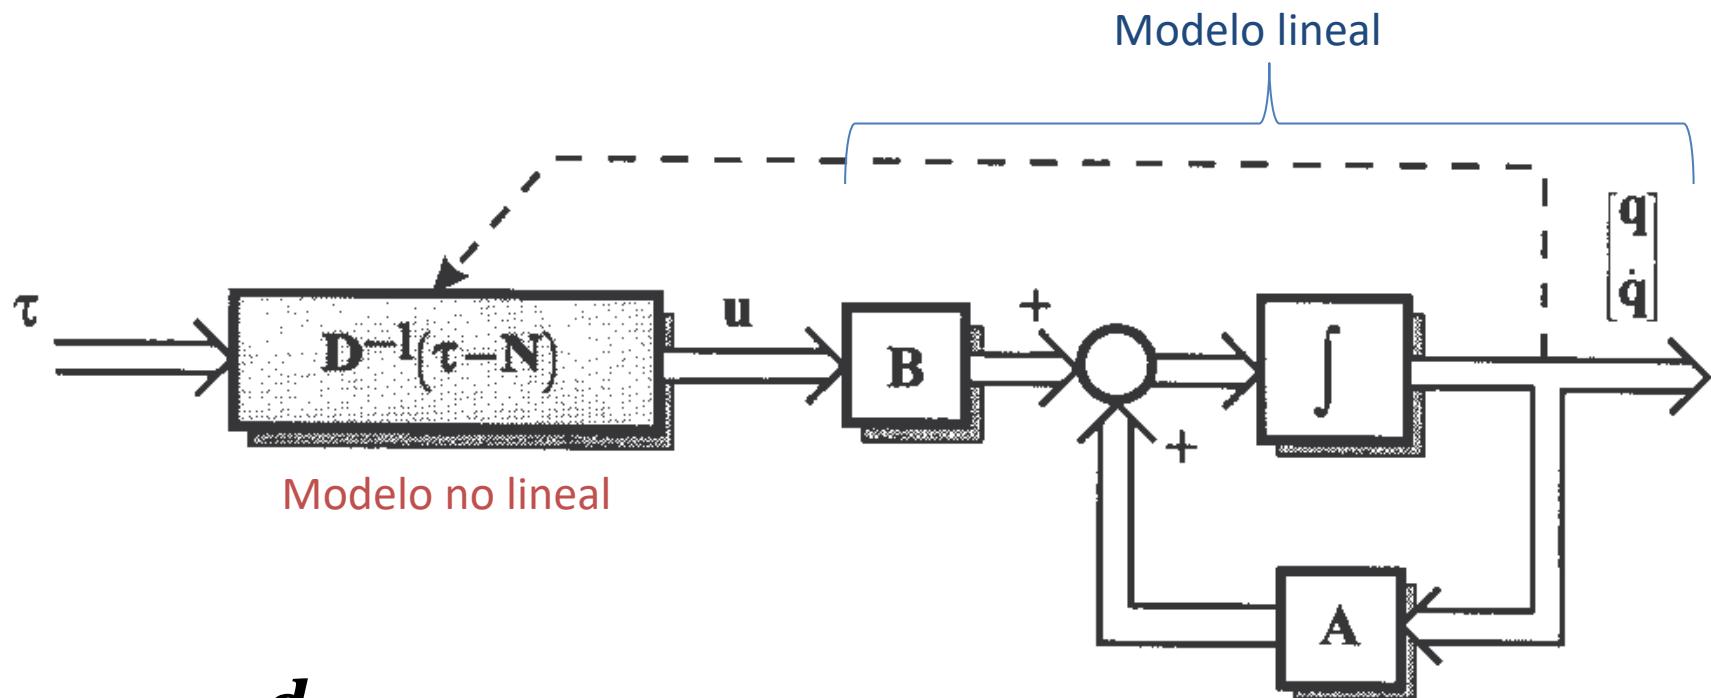 Modelo lineal
[q
q̇]
τ
D⁻¹(τ−N)
u
B
+
∫
+
Modelo no lineal
A
d